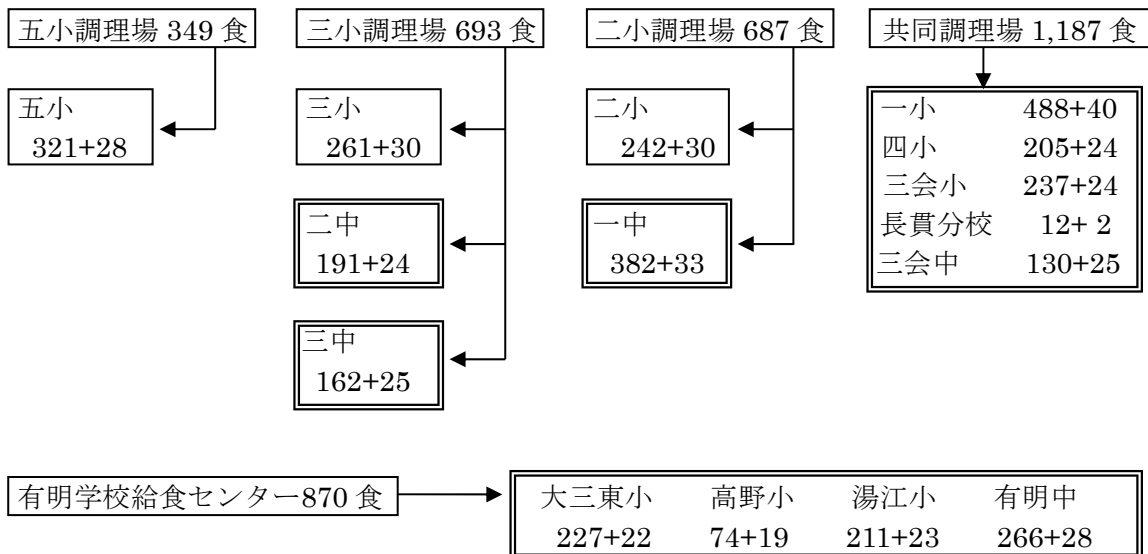 五小調理場 349 食
三小調理場 693 食
二小調理場 687 食
共同調理場 1,187 食
五小
321+28
三小
261+30
二中
191+24
三中
162+25
二小
242+30
一中
382+33
一小 488+40
四小 205+24
三会小 237+24
長貫分校 12+ 2
三会中 130+25
有明学校給食センター870 食
大三東小 高野小 湯江小 有明中
227+22 74+19 211+23 266+28